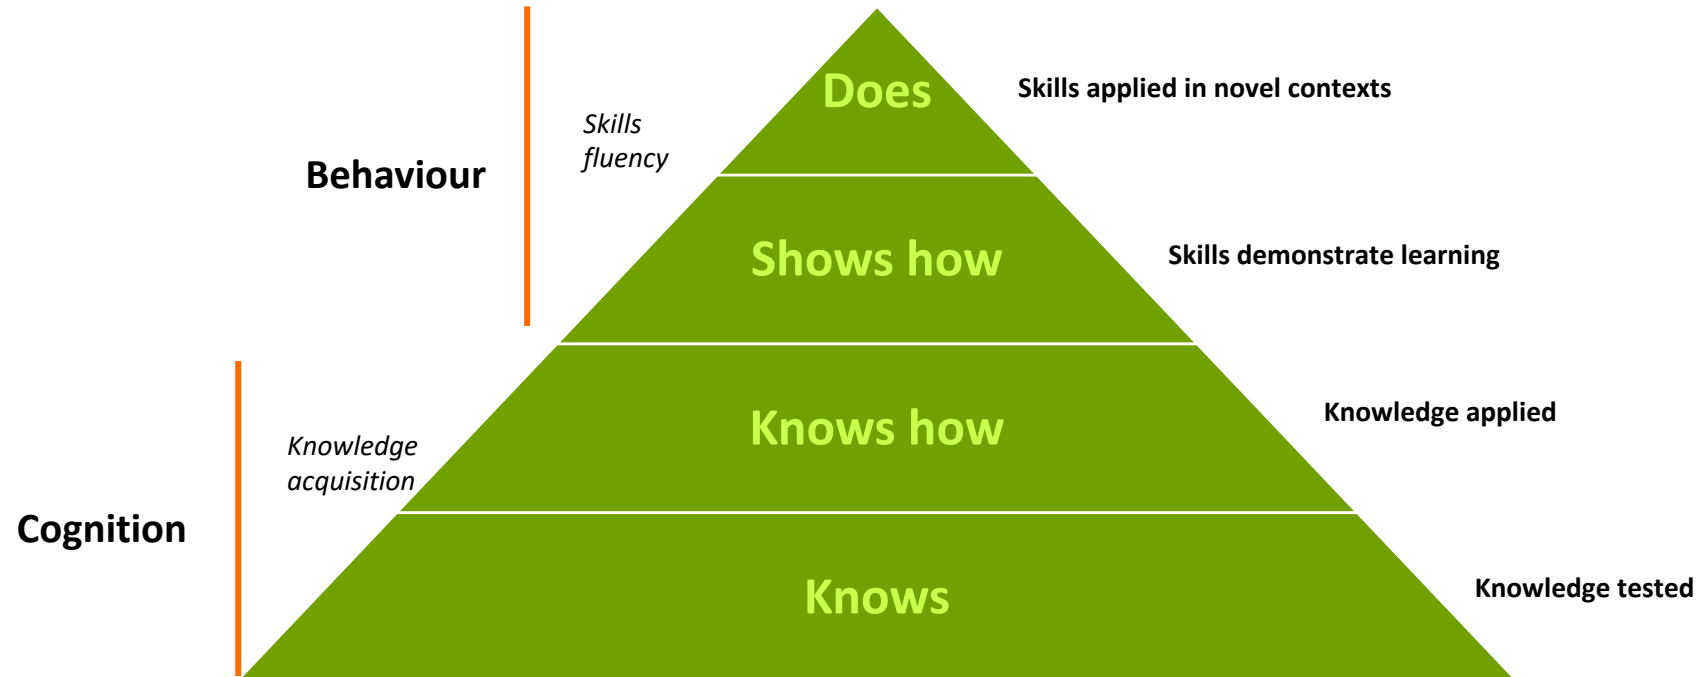 Does
Skills applied in novel contexts
Skills
fluency
Behaviour
Shows how
Skills demonstrate learning
Knows how
Knowledge applied
Knowledge
acquisition
Cognition
Knows
Knowledge tested